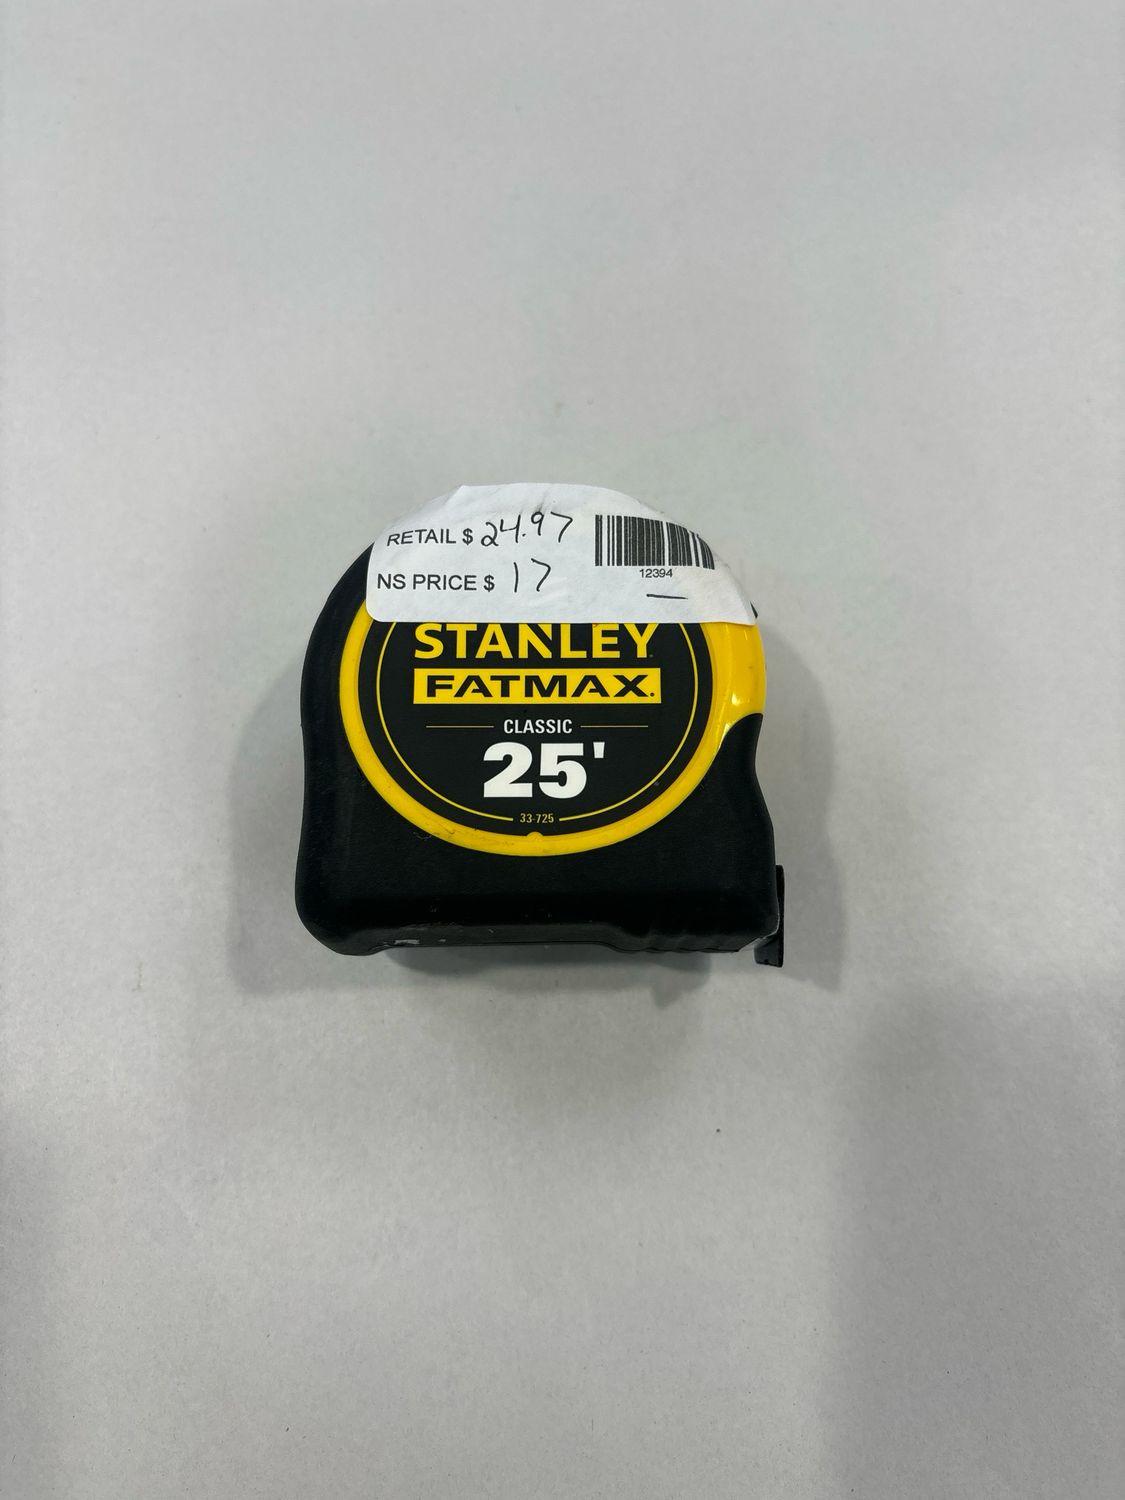 RETAIL $ 24.97
12394
NS PRICE $ 17
STANLEY
FATMAX.
CLASSIC
25'
33-725